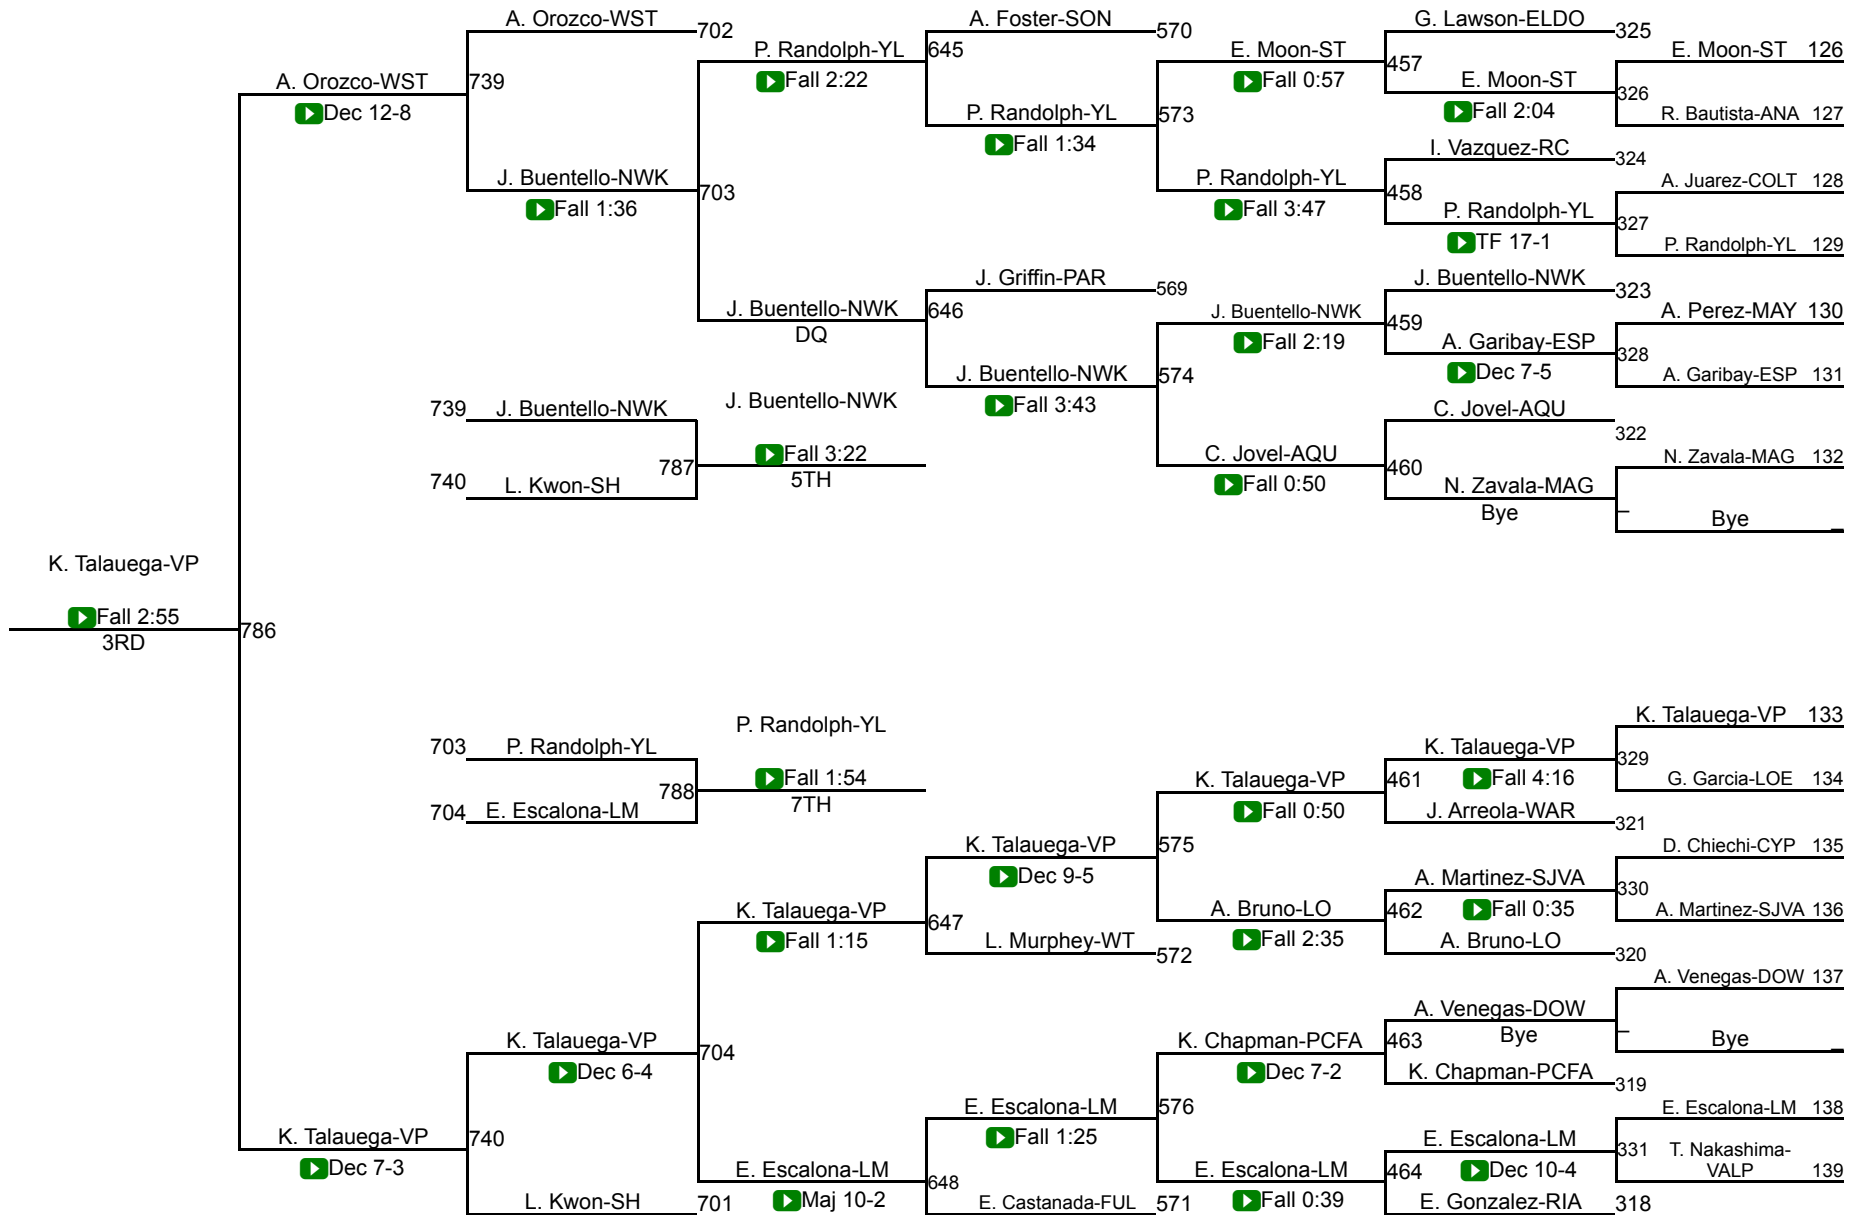 A. Orozco-WST
702
A. Orozco-WST
Dec 12-8
739
J. Buentello-NWK
Fall 1:36
P. Randolph-YL
Fall 2:22
703
J. Buentello-NWK
DQ
A. Foster-SON
570
645
P. Randolph-YL
Fall 1:34
J. Griffin-PAR
569
646
J. Buentello-NWK
Fall 3:43
E. Moon-ST
Fall 0:57
573
P. Randolph-YL
Fall 3:47
J. Buentello-NWK
Fall 2:19
574
C. Jovel-AQU
Fall 0:50
G. Lawson-ELDO
325
457
E. Moon-ST
Fall 2:04
I. Vazquez-RC
324
458
P. Randolph-YL
TF 17-1
J. Buentello-NWK
323
459
A. Garibay-ESP
Dec 7-5
C. Jovel-AQU
322
460
N. Zavala-MAG
Bye
E. Moon-ST 126
326
R. Bautista-ANA 127
A. Juarez-COLT 128
327
P. Randolph-YL 129
A. Perez-MAY 130
328
A. Garibay-ESP 131
N. Zavala-MAG 132
_
Bye _
739 J. Buentello-NWK
787
740 L. Kwon-SH
J. Buentello-NWK
Fall 3:22
5TH
K. Talauega-VP
Fall 2:55
3RD
786
703 P. Randolph-YL
788
704 E. Escalona-LM
P. Randolph-YL
Fall 1:54
7TH
K. Talauega-VP
Dec 7-3
740
K. Talauega-VP
Dec 6-4
L. Kwon-SH
701
K. Talauega-VP
Fall 1:15
704
E. Escalona-LM
Maj 10-2
K. Talauega-VP
Dec 9-5
647
L. Murphey-WT
572
E. Escalona-LM
Fall 1:25
648
E. Castanada-FUL
571
K. Talauega-VP
Fall 0:50
575
A. Bruno-LO
Fall 2:35
K. Chapman-PCFA
Dec 7-2
576
E. Escalona-LM
Fall 0:39
K. Talauega-VP
Fall 4:16
461
J. Arreola-WAR
321
A. Martinez-SJVA
Fall 0:35
462
A. Bruno-LO
320
A. Venegas-DOW
Bye
463
K. Chapman-PCFA
319
E. Escalona-LM
Dec 10-4
464
E. Gonzalez-RIA
318
K. Talauega-VP 133
329
G. Garcia-LOE 134
D. Chiechi-CYP 135
330
A. Martinez-SJVA 136
A. Venegas-DOW 137
_
Bye _
E. Escalona-LM 138
331
T. Nakashima-
VALP 139